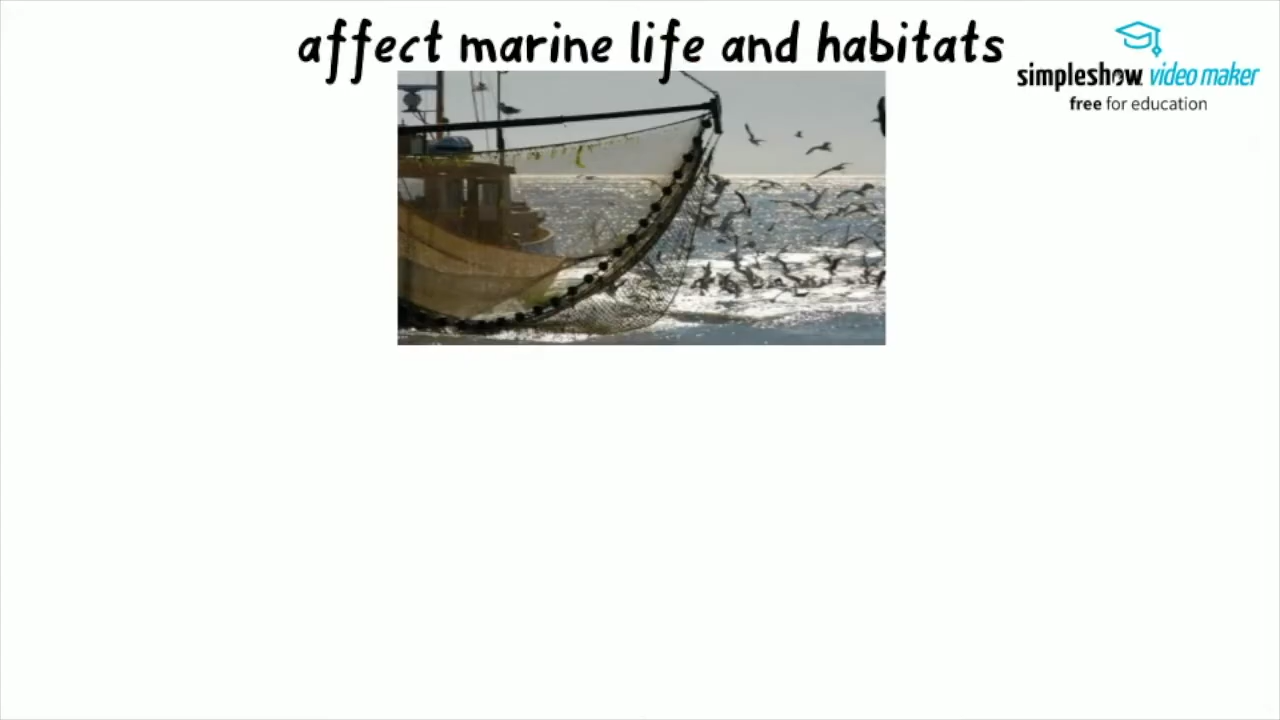 affect marine life and habitats
simpleshow video maker
free for education